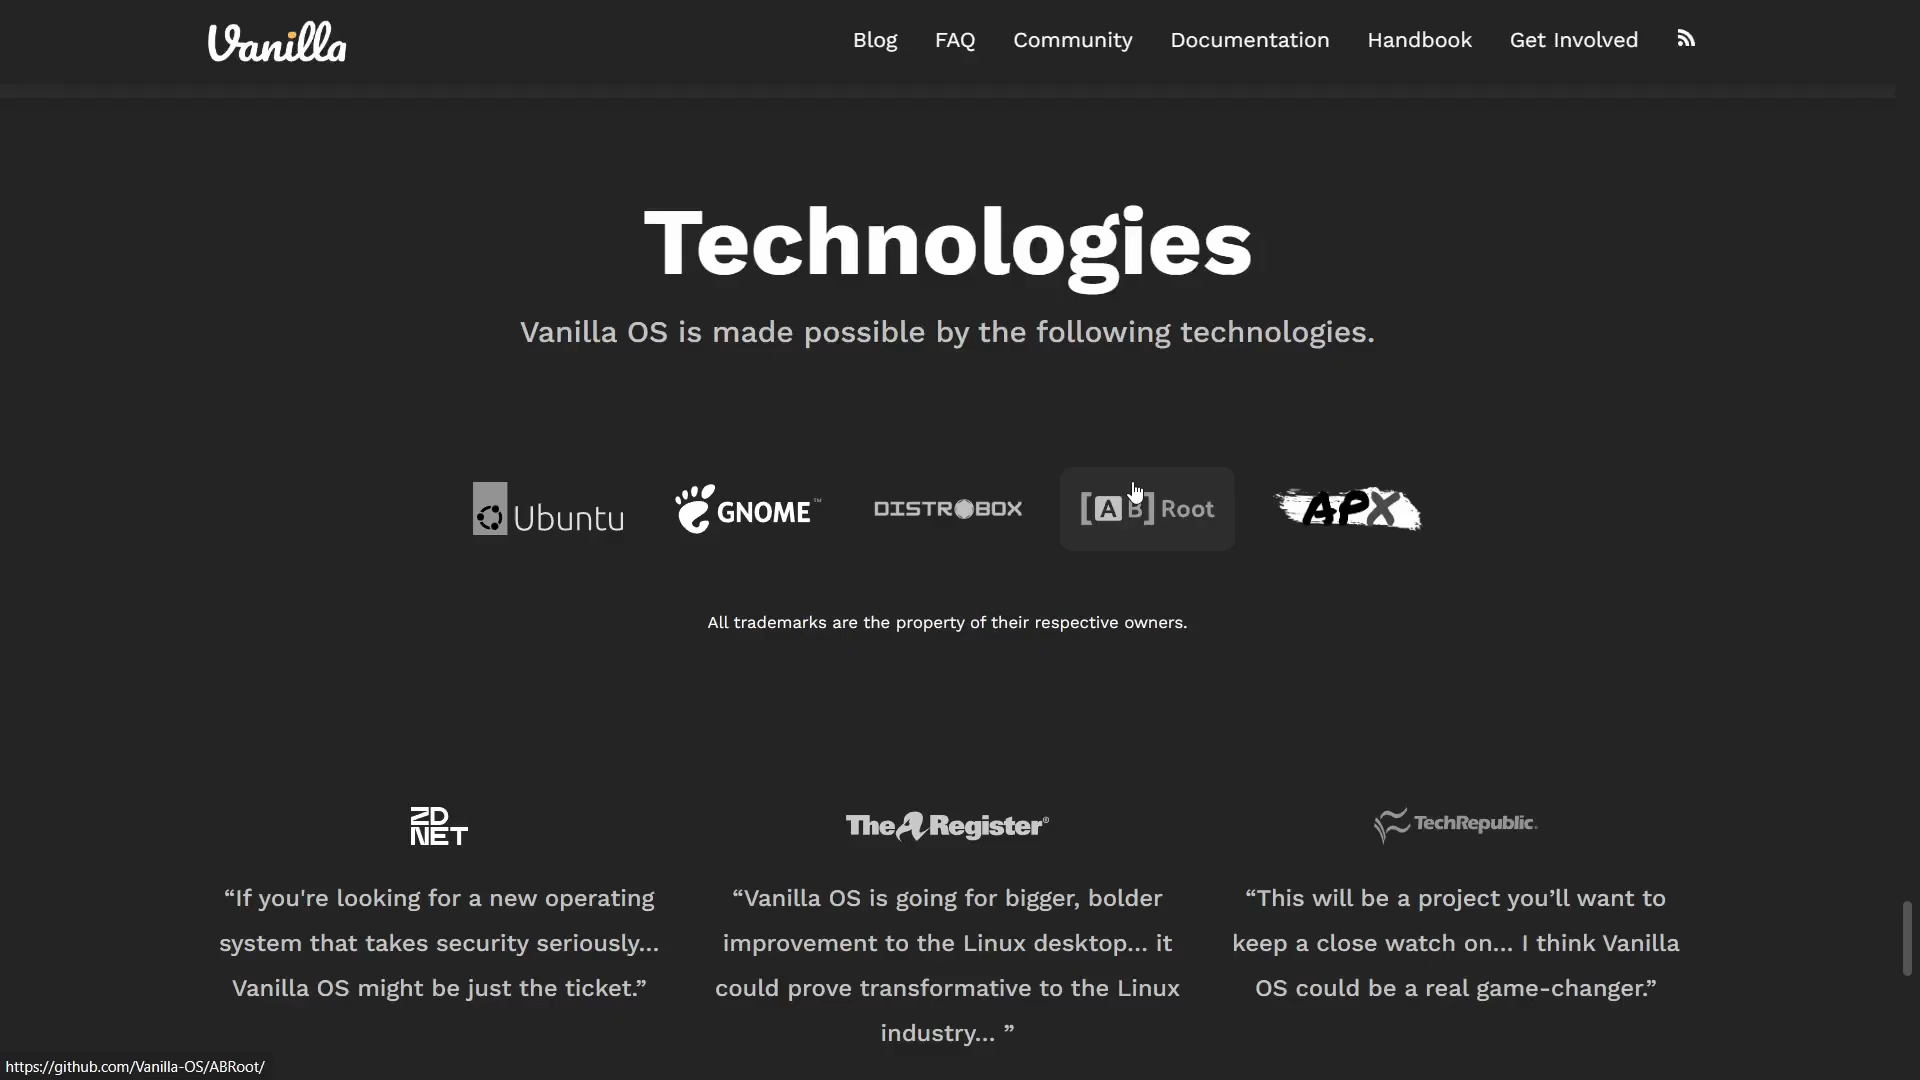 Vanilla
Blog FAQ Community Documentation Handbook Get Involved
Technologies
Vanilla OS is made possible by the following technologies.
Ubuntu GNOME™ DISTROBOX [A B] Root APX
All trademarks are the property of their respective owners.
ZDNET
The Register®
TechRepublic.
“If you're looking for a new operating
system that takes security seriously...
Vanilla OS might be just the ticket.”
“Vanilla OS is going for bigger, bolder
improvement to the Linux desktop... it
could prove transformative to the Linux
industry... ”
“This will be a project you’ll want to
keep a close watch on... I think Vanilla
OS could be a real game-changer.”
https://github.com/Vanilla-OS/ABRoot/